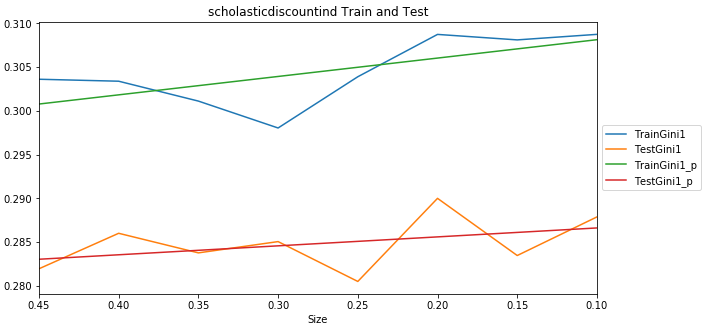 scholasticdiscountind Train and Test
0.310
0.305
0.300
0.295
0.290
0.285
0.280
0.45 0.40 0.35 0.30 0.25 0.20 0.15 0.10
Size
TrainGini1
TestGini1
TrainGini1_p
TestGini1_p